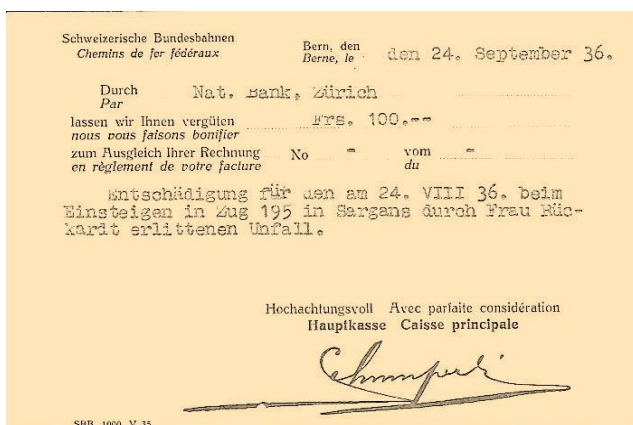 Schweizerische Bundesbahnen
Chemins de fer fédéraux
Bern, den
Berne, le den 24. September 36.
Durch Nat. Bank, Zürich
Par
lassen wir Ihnen vergüten Frs. 100.--
nous vous faisons bonifier
zum Ausgleich Ihrer Rechnung No - vom -
en règlement de votre facture du
Entschädigung für den am 24. VIII 36. beim
Einsteigen in Zug 195 in Sargans durch Frau Rüc-
kardt erlittenen Unfall.
Hochachtungsvoll Avec parfaite considération
Hauptkasse Caisse principale
SBB 1000 V 35